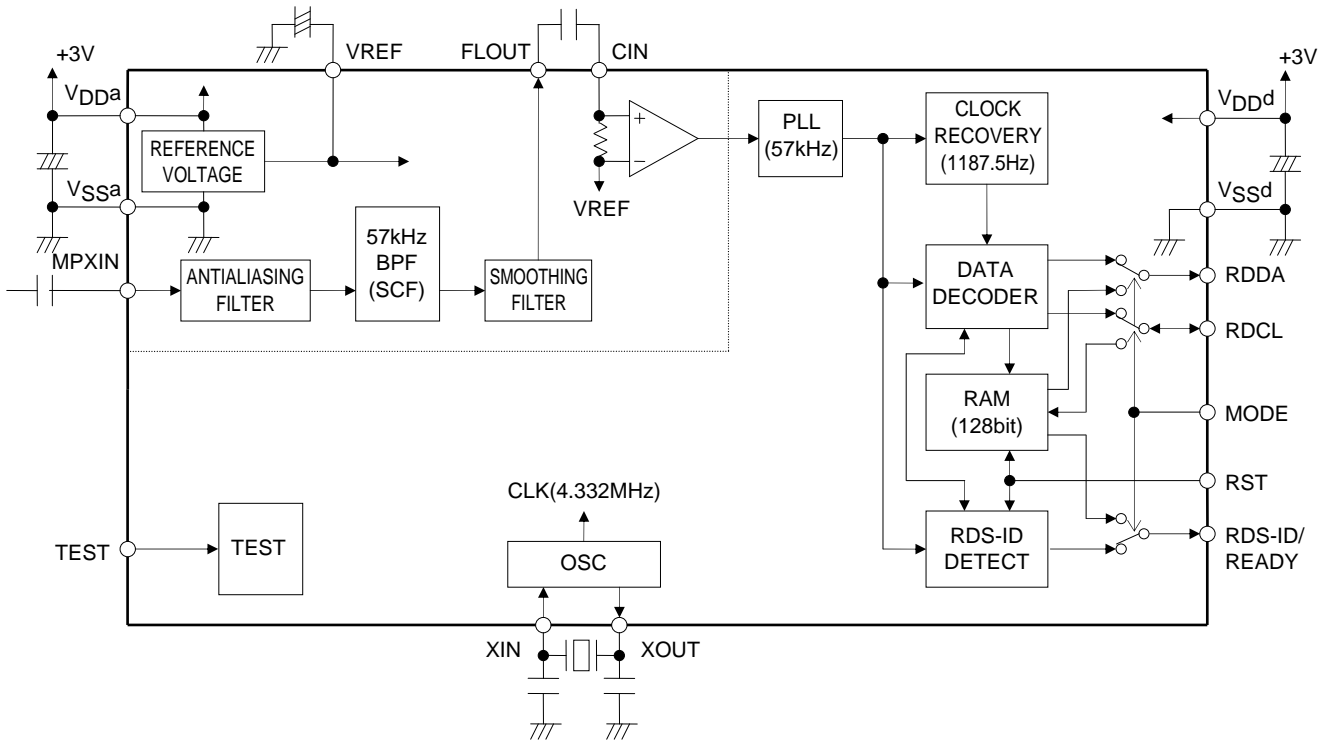 VREF
FLOUT
CIN
+3V
+3V
VDDa
REFERENCE
VOLTAGE
VSSa
+
−
VREF
PLL
(57kHz)
CLOCK
RECOVERY
(1187.5Hz)
VDDd
VSSd
MPXIN
ANTIALIASING
FILTER
57kHz
BPF
(SCF)
SMOOTHING
FILTER
DATA
DECODER
RDDA
RDCL
RAM
(128bit)
MODE
RST
CLK(4.332MHz)
TEST
TEST
OSC
RDS-ID
DETECT
RDS-ID/
READY
XIN
XOUT